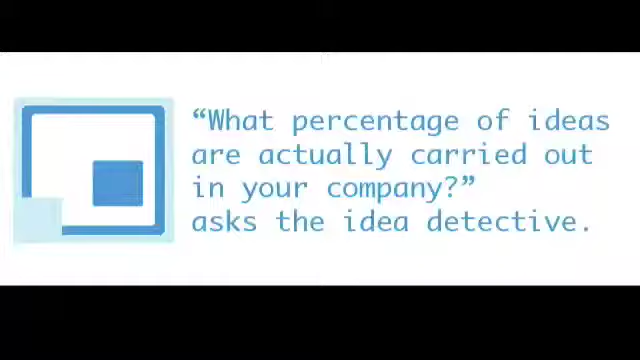 “What percentage of ideas
are actually carried out
in your company?”
asks the idea detective.